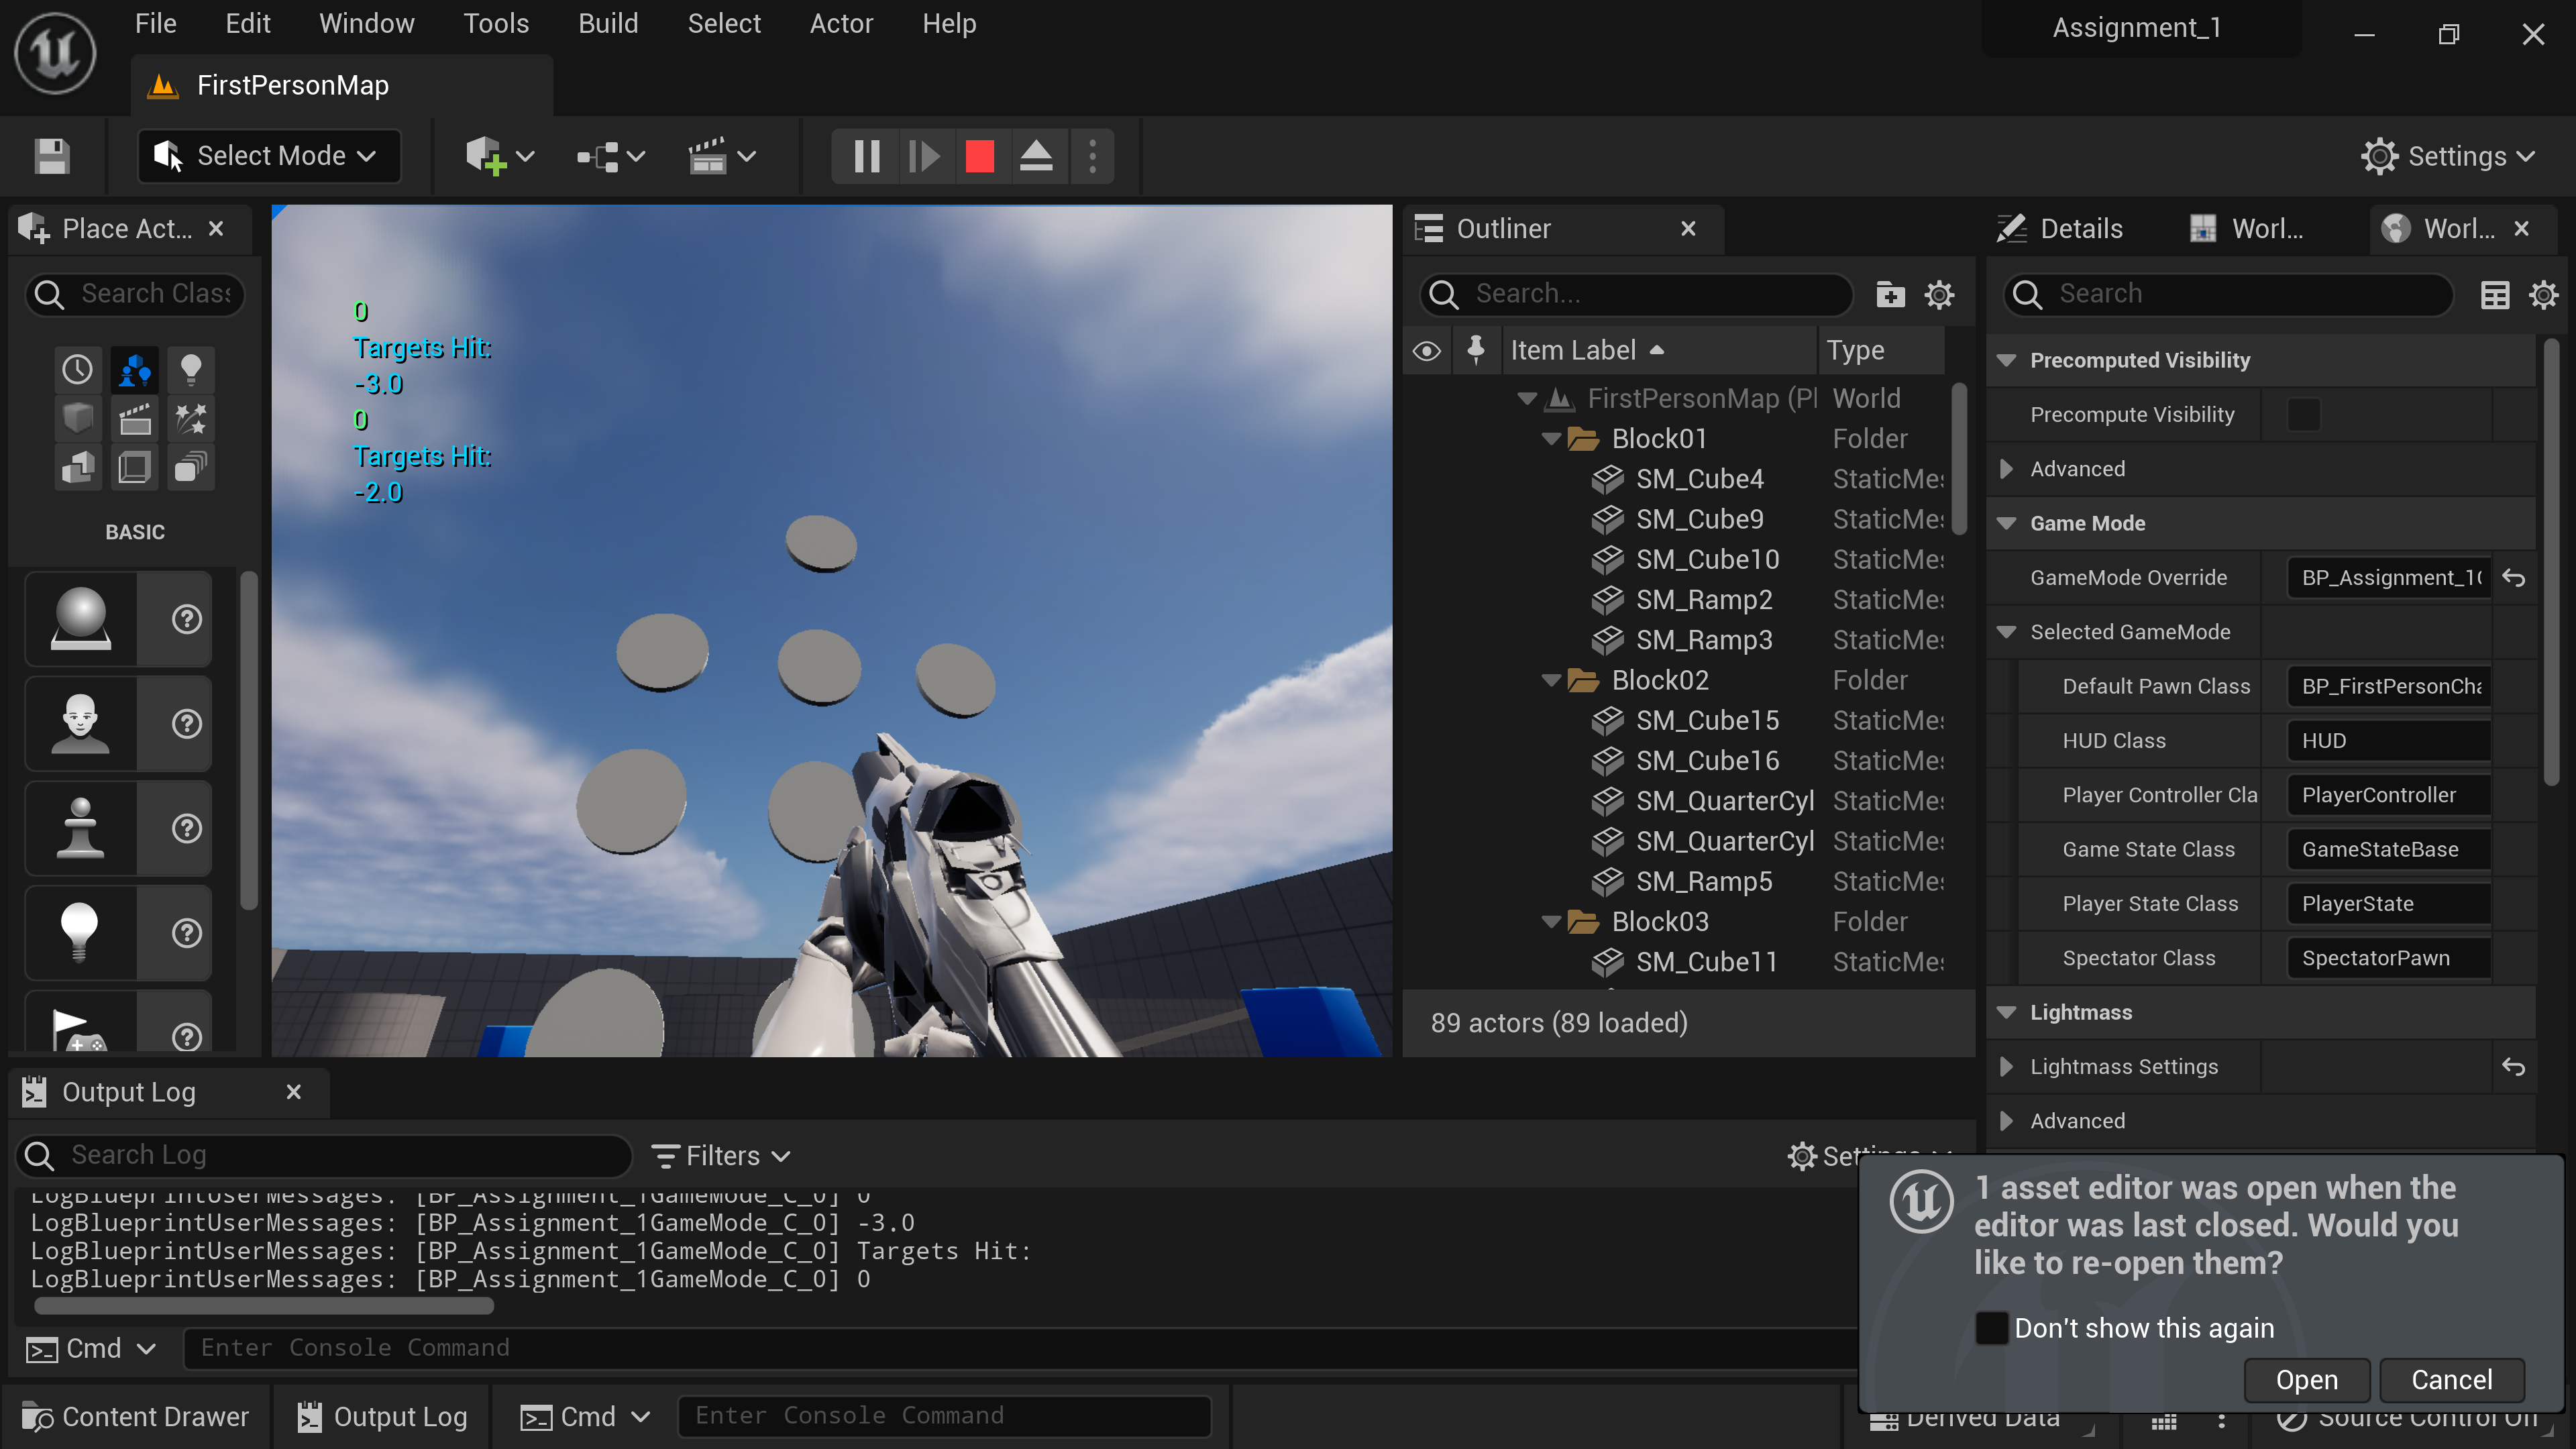 File Edit Window Tools Build Select Actor Help
Assignment_1
FirstPersonMap
Select Mode
Settings
Place Act...
Search Class
BASIC
0
Targets Hit:
-3.0
0
Targets Hit:
-2.0
Outliner
Search...
Item Label Type
FirstPersonMap (Pl World
Block01 Folder
SM_Cube4 StaticMe
SM_Cube9 StaticMe
SM_Cube10 StaticMe
SM_Ramp2 StaticMe
SM_Ramp3 StaticMe
Block02 Folder
SM_Cube15 StaticMe
SM_Cube16 StaticMe
SM_QuarterCyl StaticMe
SM_QuarterCyl StaticMe
SM_Ramp5 StaticMe
Block03 Folder
SM_Cube11 StaticMe
89 actors (89 loaded)
Details Worl... Worl...
Search
Precomputed Visibility
Precompute Visibility
Advanced
Game Mode
GameMode Override BP_Assignment_1
Selected GameMode
Default Pawn Class BP_FirstPersonCha
HUD Class HUD
Player Controller Cla PlayerController
Game State Class GameStateBase
Player State Class PlayerState
Spectator Class SpectatorPawn
Lightmass
Lightmass Settings
Advanced
Output Log
Search Log
Filters
Settings
LogBlueprintUserMessages: [BP_Assignment_1GameMode_C_0] 0
LogBlueprintUserMessages: [BP_Assignment_1GameMode_C_0] -3.0
LogBlueprintUserMessages: [BP_Assignment_1GameMode_C_0] Targets Hit:
LogBlueprintUserMessages: [BP_Assignment_1GameMode_C_0] 0
Cmd
Enter Console Command
1 asset editor was open when the
editor was last closed. Would you
like to re-open them?
Don't show this again
Open Cancel
Content Drawer
Output Log
Cmd
Enter Console Command
Derived Data
Source Control Off